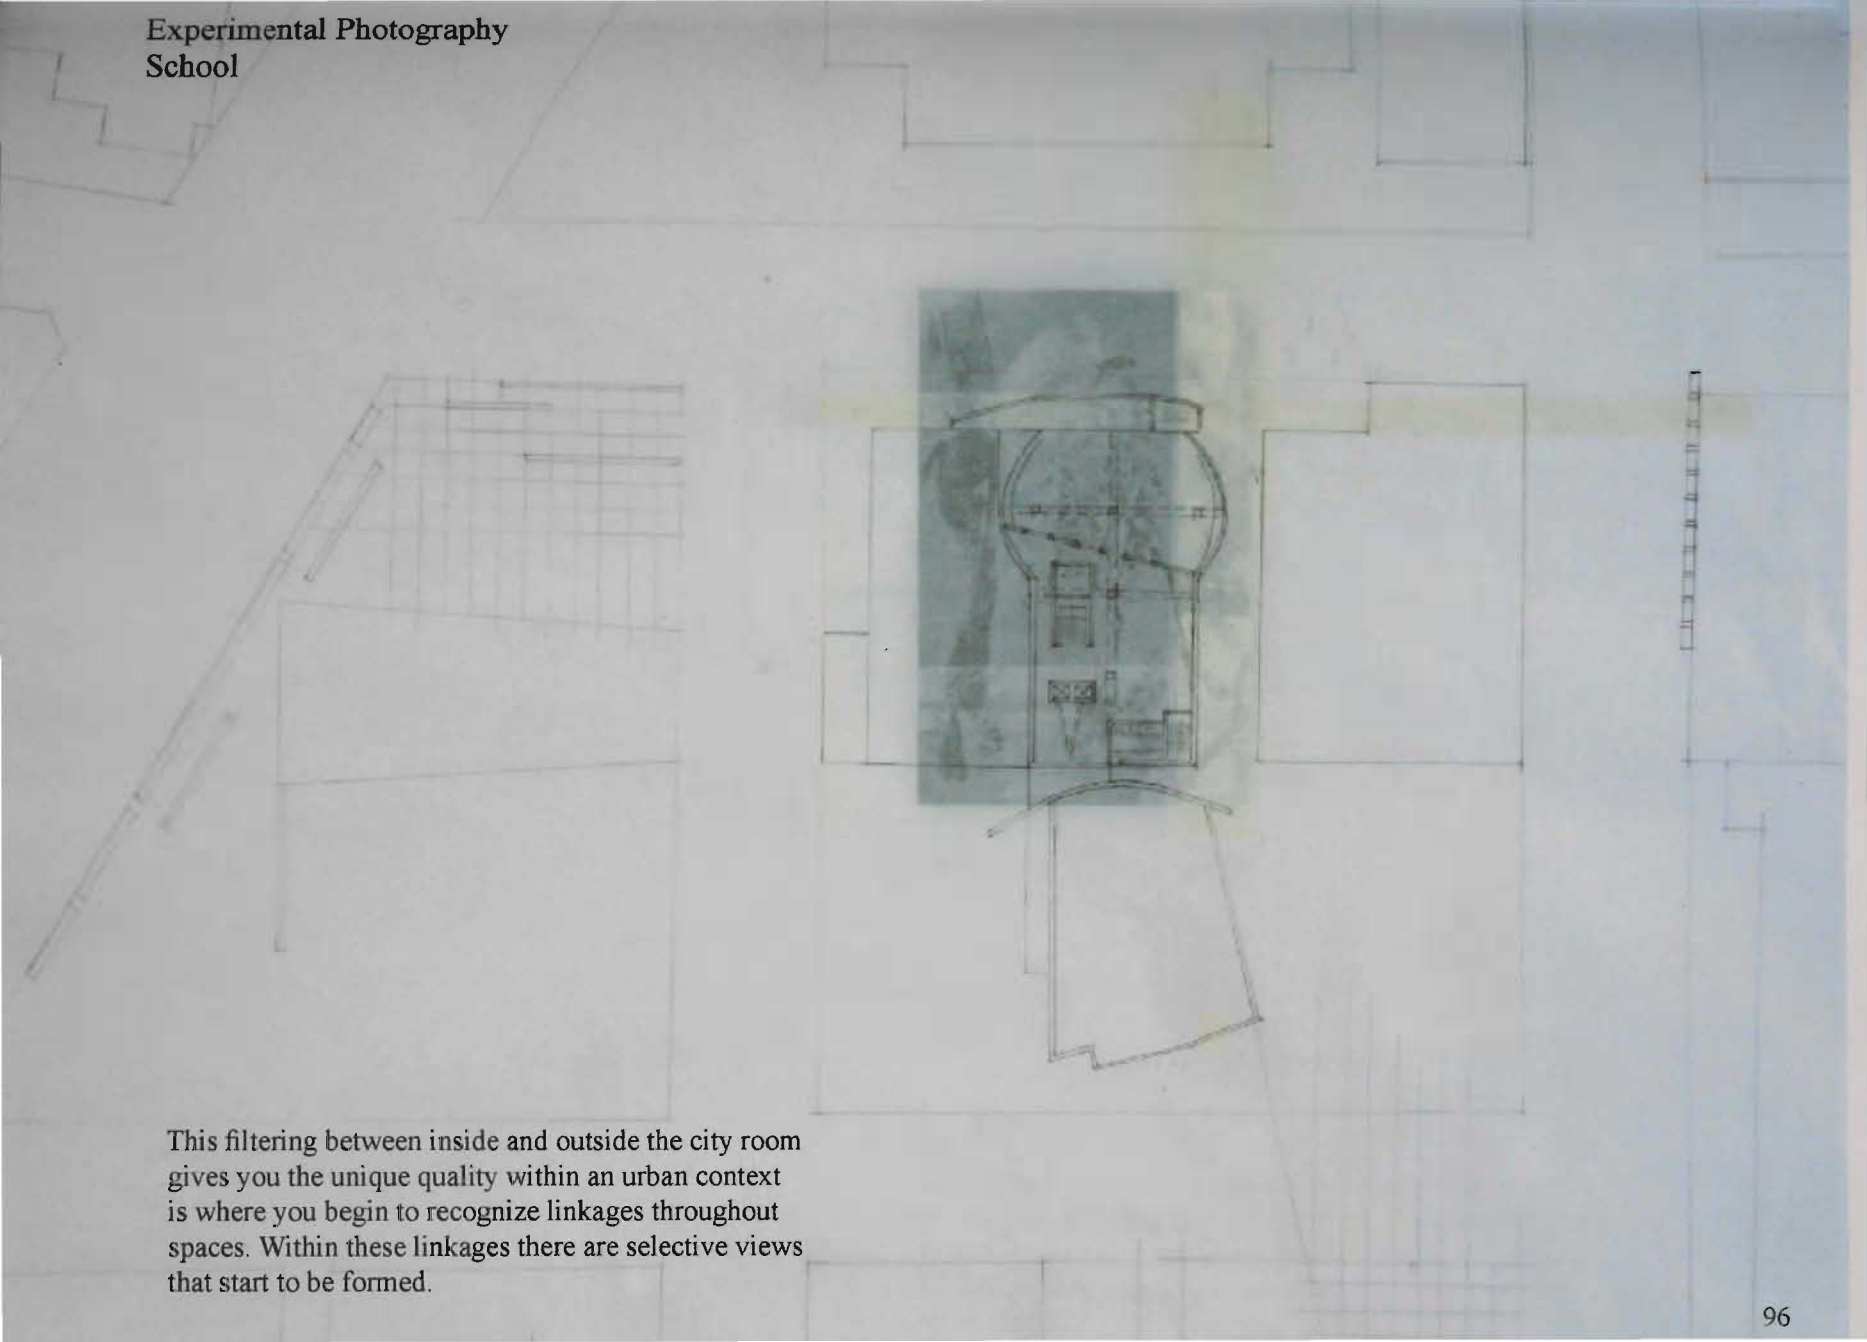 Experimental Photography
School
This filtering between inside and outside the city room
gives you the unique quality within an urban context
is where you begin to recognize linkages throughout
spaces. Within these linkages there are selective views
that start to be formed.
96